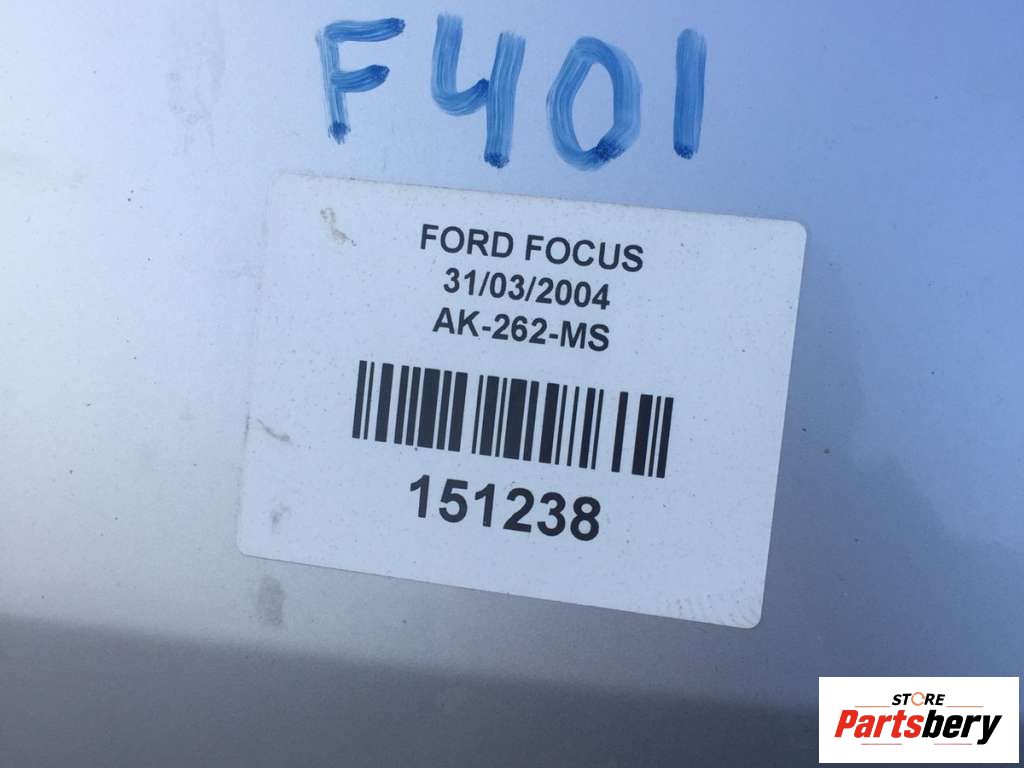 F401
FORD FOCUS
31/03/2004
AK-262-MS
151238
STORE
Partsbery